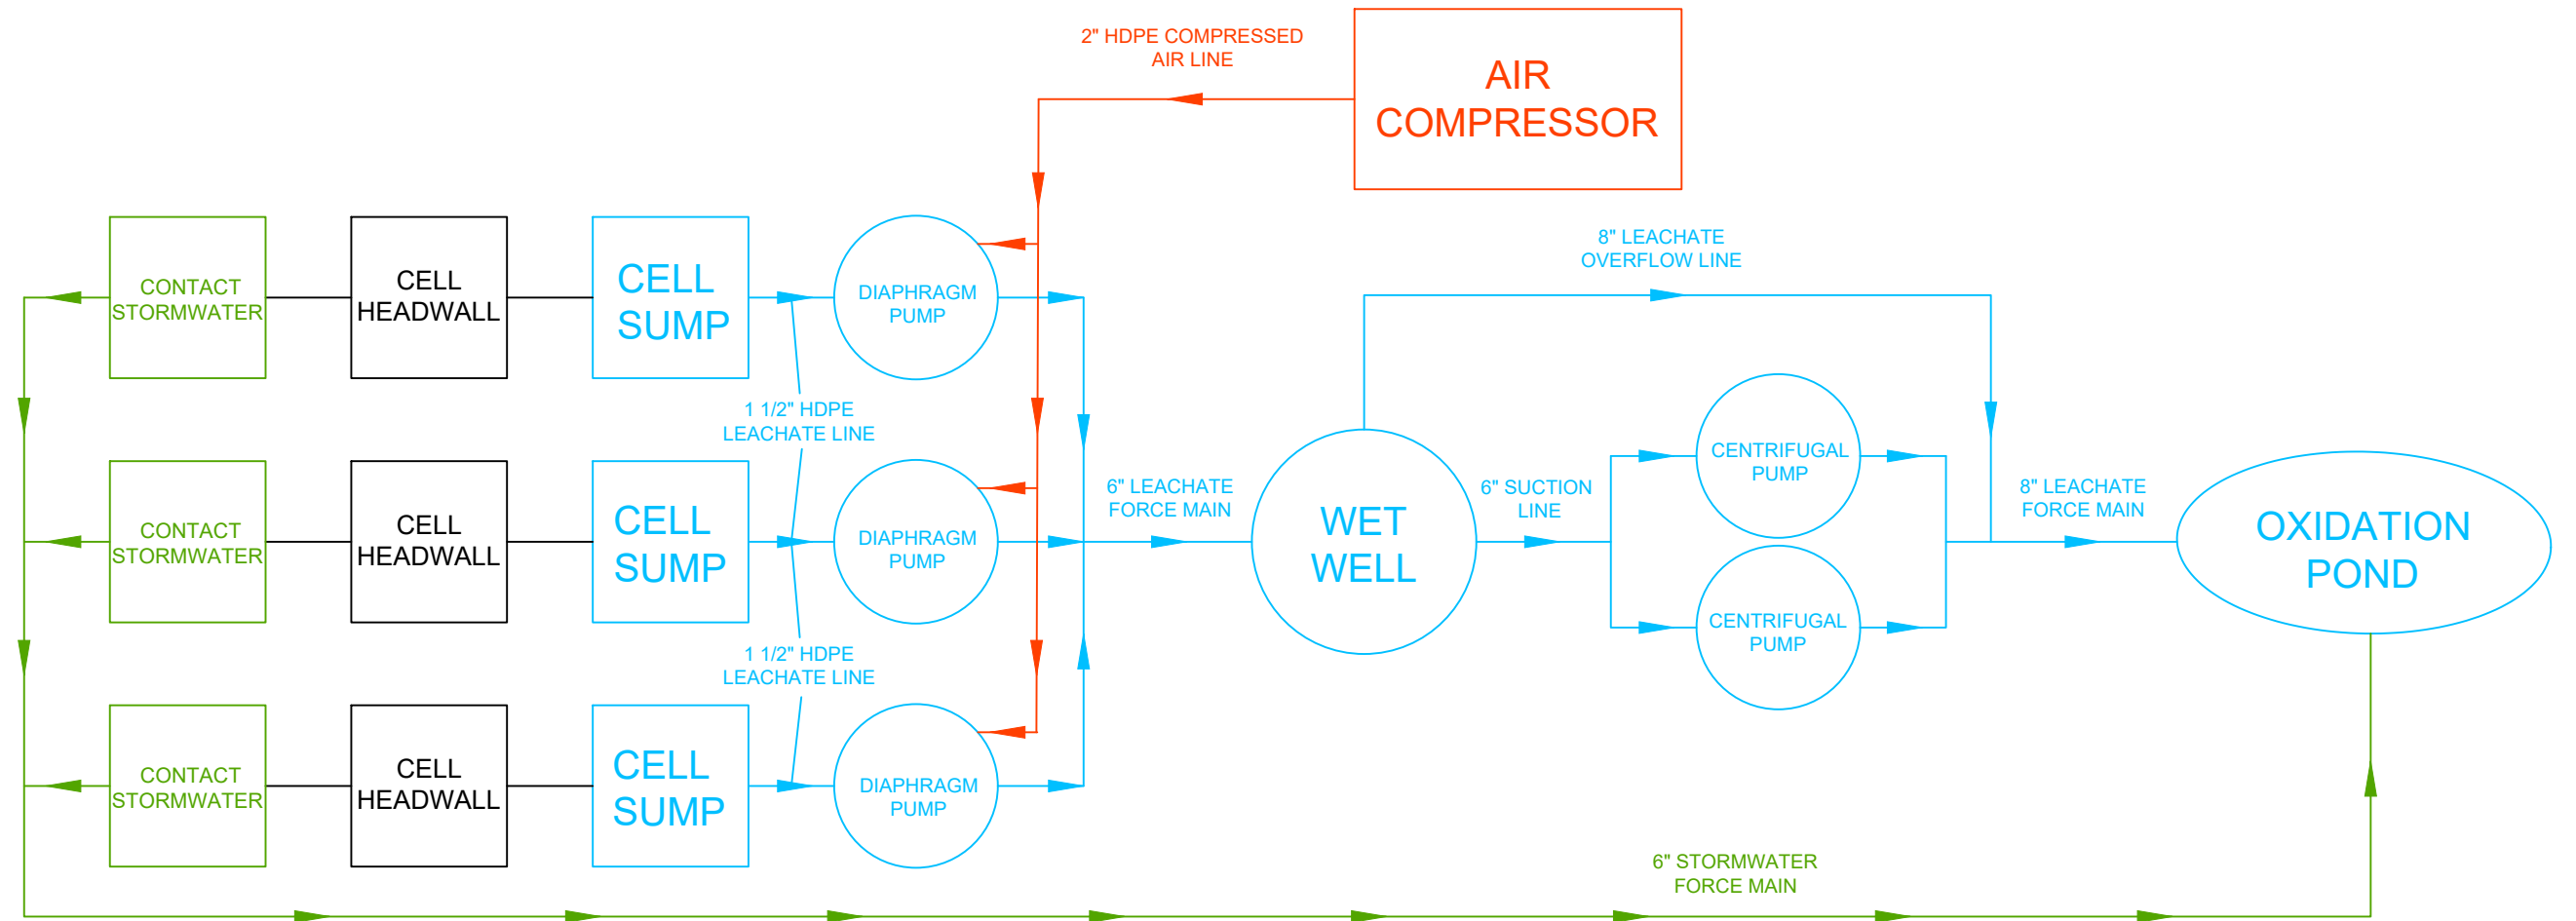 2" HDPE COMPRESSED
AIR LINE
AIR
COMPRESSOR
8" LEACHATE
OVERFLOW LINE
CONTACT
STORMWATER
CELL
HEADWALL
CELL
SUMP
DIAPHRAGM
PUMP
1 1/2" HDPE
LEACHATE LINE
CONTACT
STORMWATER
CELL
HEADWALL
CELL
SUMP
DIAPHRAGM
PUMP
6" LEACHATE
FORCE MAIN
WET
WELL
6" SUCTION
LINE
CENTRIFUGAL
PUMP
CENTRIFUGAL
PUMP
8" LEACHATE
FORCE MAIN
OXIDATION
POND
1 1/2" HDPE
LEACHATE LINE
CONTACT
STORMWATER
CELL
HEADWALL
CELL
SUMP
DIAPHRAGM
PUMP
6" STORMWATER
FORCE MAIN